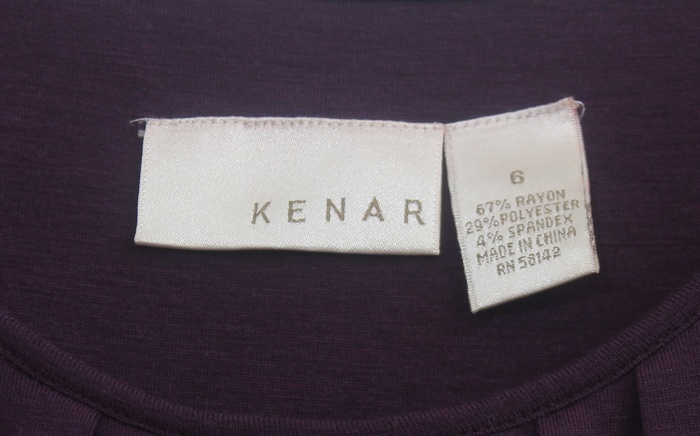 KENAR
6
67% RAYON
29% POLYESTER
4% SPANDEX
MADE IN CHINA
RN 58142